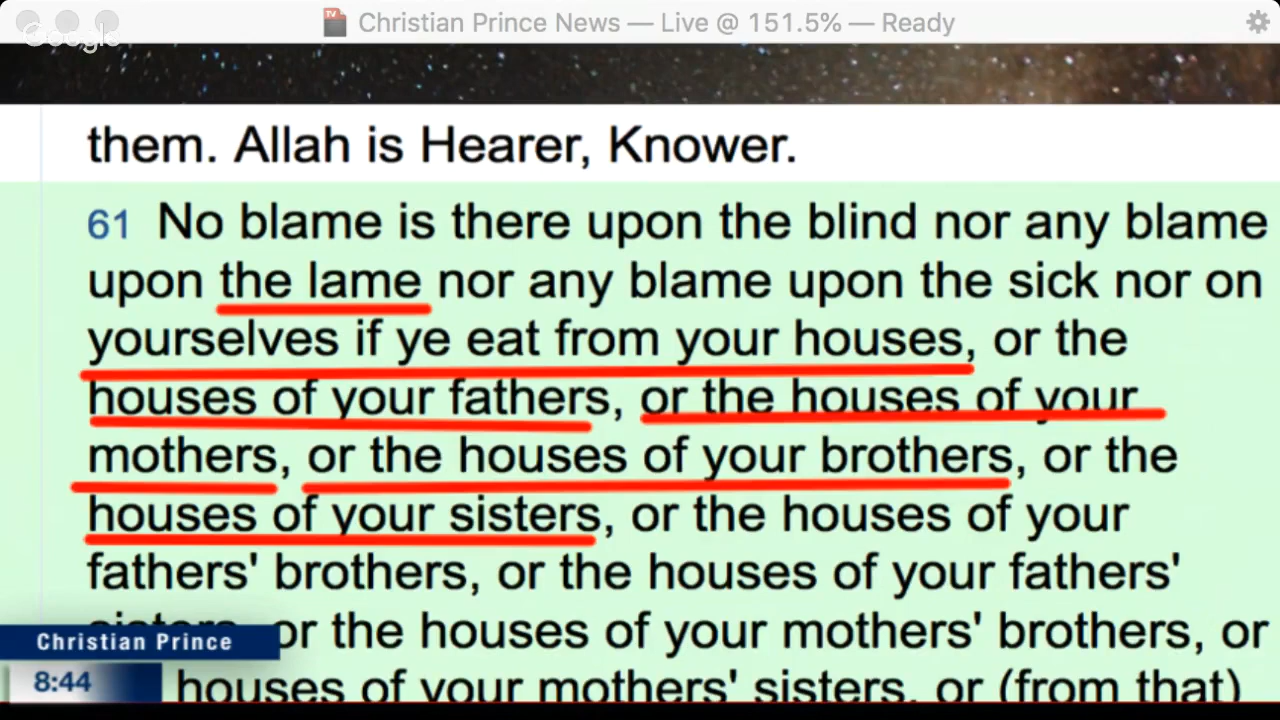 Christian Prince News — Live @ 151.5% — Ready
Google
them. Allah is Hearer, Knower.
61 No blame is there upon the blind nor any blame
upon the lame nor any blame upon the sick nor on
yourselves if ye eat from your houses, or the
houses of your fathers, or the houses of your
mothers, or the houses of your brothers, or the
houses of your sisters, or the houses of your
fathers' brothers, or the houses of your fathers'
sisters, or the houses of your mothers' brothers, or
houses of your mothers' sisters, or (from that)
Christian Prince
8:44